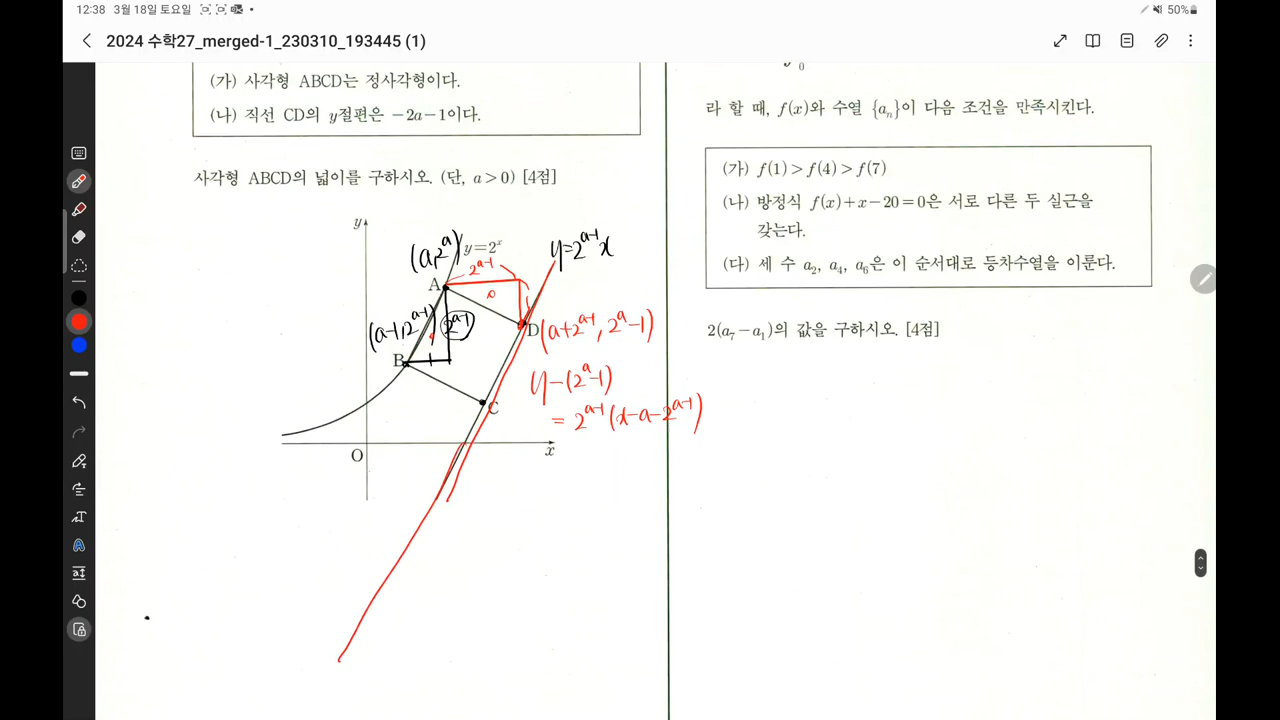 12:38 3월 18일 토요일
50%
2024 수학27_merged-1_230310_193445 (1)
(가) 사각형 ABCD는 정사각형이다.
(나) 직선 CD의 y절편은 −2a−1이다.
사각형 ABCD의 넓이를 구하시오. (단, a>0) [4점]
y
(a, 2^a)
y=2^x
y=2^{a-1}x
2^{a-1}
A
1
(a-1, 2^{a-1})
2^{a-1}
D
(a+2^{a-1}, 2^a-1)
B
1
y-(2^a-1)
C
=2^{a-1}(x-a-2^{a-1})
O
x
라 할 때, f(x)와 수열 {a_n}이 다음 조건을 만족시킨다.
(가) f(1)>f(4)>f(7)
(나) 방정식 f(x)+x−20=0은 서로 다른 두 실근을
갖는다.
(다) 세 수 a_2, a_4, a_6은 이 순서대로 등차수열을 이룬다.
2(a_7−a_1)의 값을 구하시오. [4점]